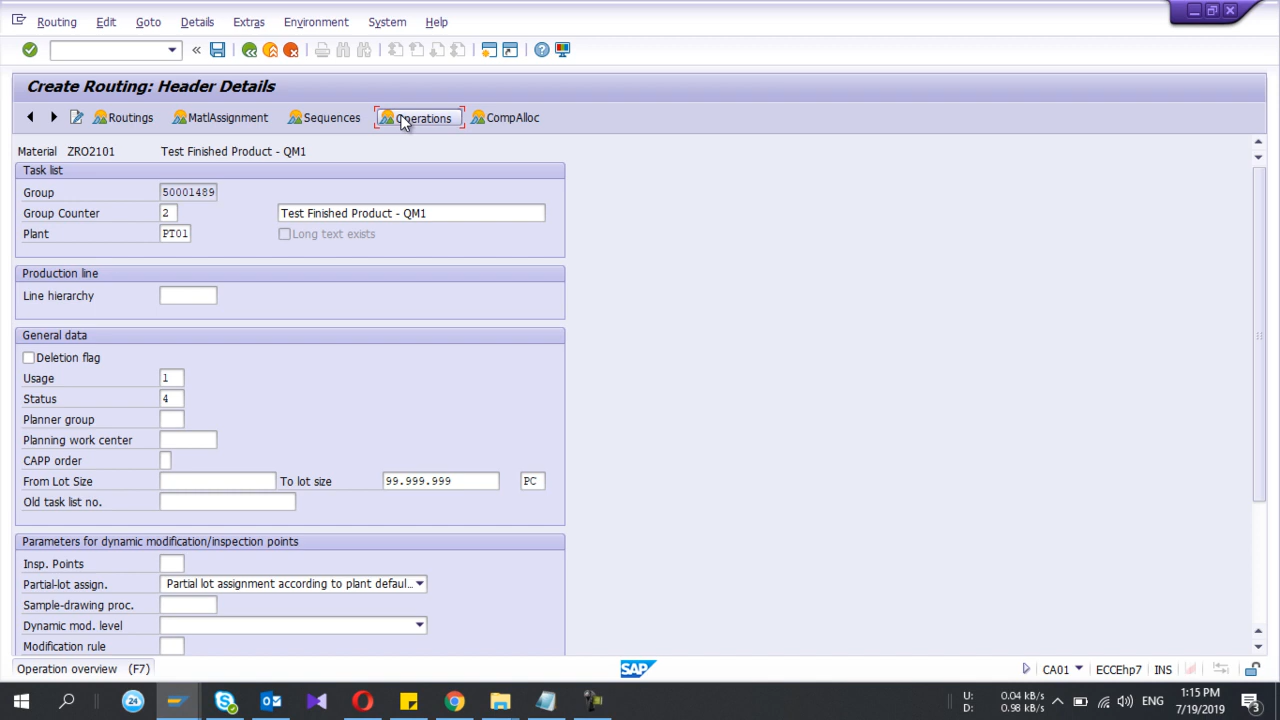 Routing Edit Goto Details Extras Environment System Help
Create Routing: Header Details
Routings MatlAssignment Sequences Operations CompAlloc
Material ZRO2101 Test Finished Product - QM1
Task list
Group 50001489
Group Counter 2 Test Finished Product - QM1
Plant PT01 Long text exists
Production line
Line hierarchy
General data
Deletion flag
Usage 1
Status 4
Planner group
Planning work center
CAPP order
From Lot Size To lot size 99.999.999 PC
Old task list no.
Parameters for dynamic modification/inspection points
Insp. Points
Partial-lot assign. Partial lot assignment according to plant defaul...
Sample-drawing proc.
Dynamic mod. level
Modification rule
Operation overview (F7) SAP CA01 ECCEhp7 INS
24 U: 0.04 kB/s ENG 1:15 PM
D: 0.98 kB/s 7/19/2019 3